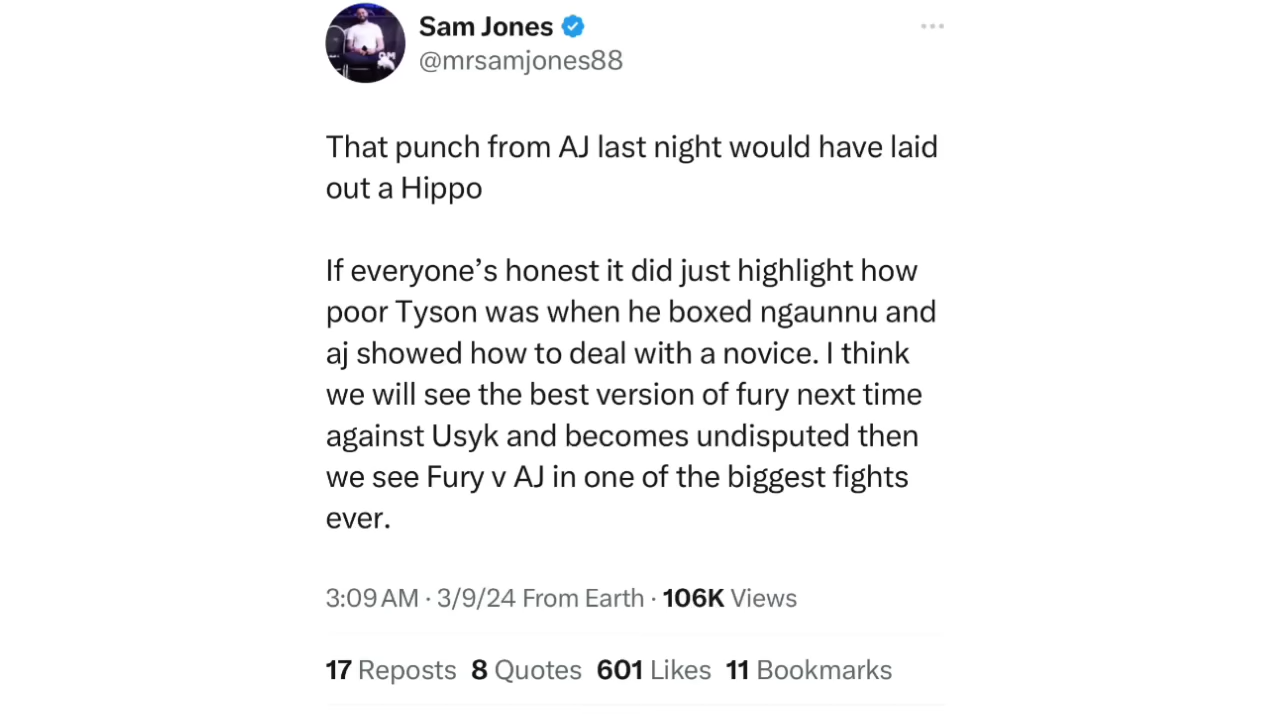 Sam Jones
@mrsamjones88
That punch from AJ last night would have laid
out a Hippo
If everyone’s honest it did just highlight how
poor Tyson was when he boxed ngaunnu and
aj showed how to deal with a novice. I think
we will see the best version of fury next time
against Usyk and becomes undisputed then
we see Fury v AJ in one of the biggest fights
ever.
3:09 AM · 3/9/24 From Earth · 106K Views
17 Reposts 8 Quotes 601 Likes 11 Bookmarks